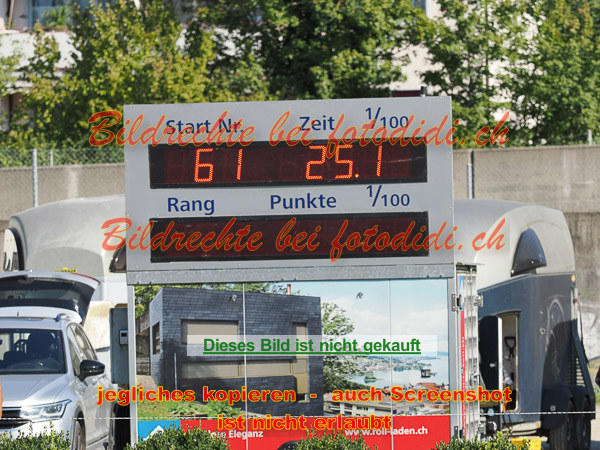 Bildrechte bei fotodidi.ch
Start Nr. Zeit 1/100
61 25.1
Rang Punkte 1/100
Bildrechte bei fotodidi.ch
Dieses Bild ist nicht gekauft
jegliches kopieren - auch Screenshot
ist nicht erlaubt
Eleganz www.roll-laden.ch